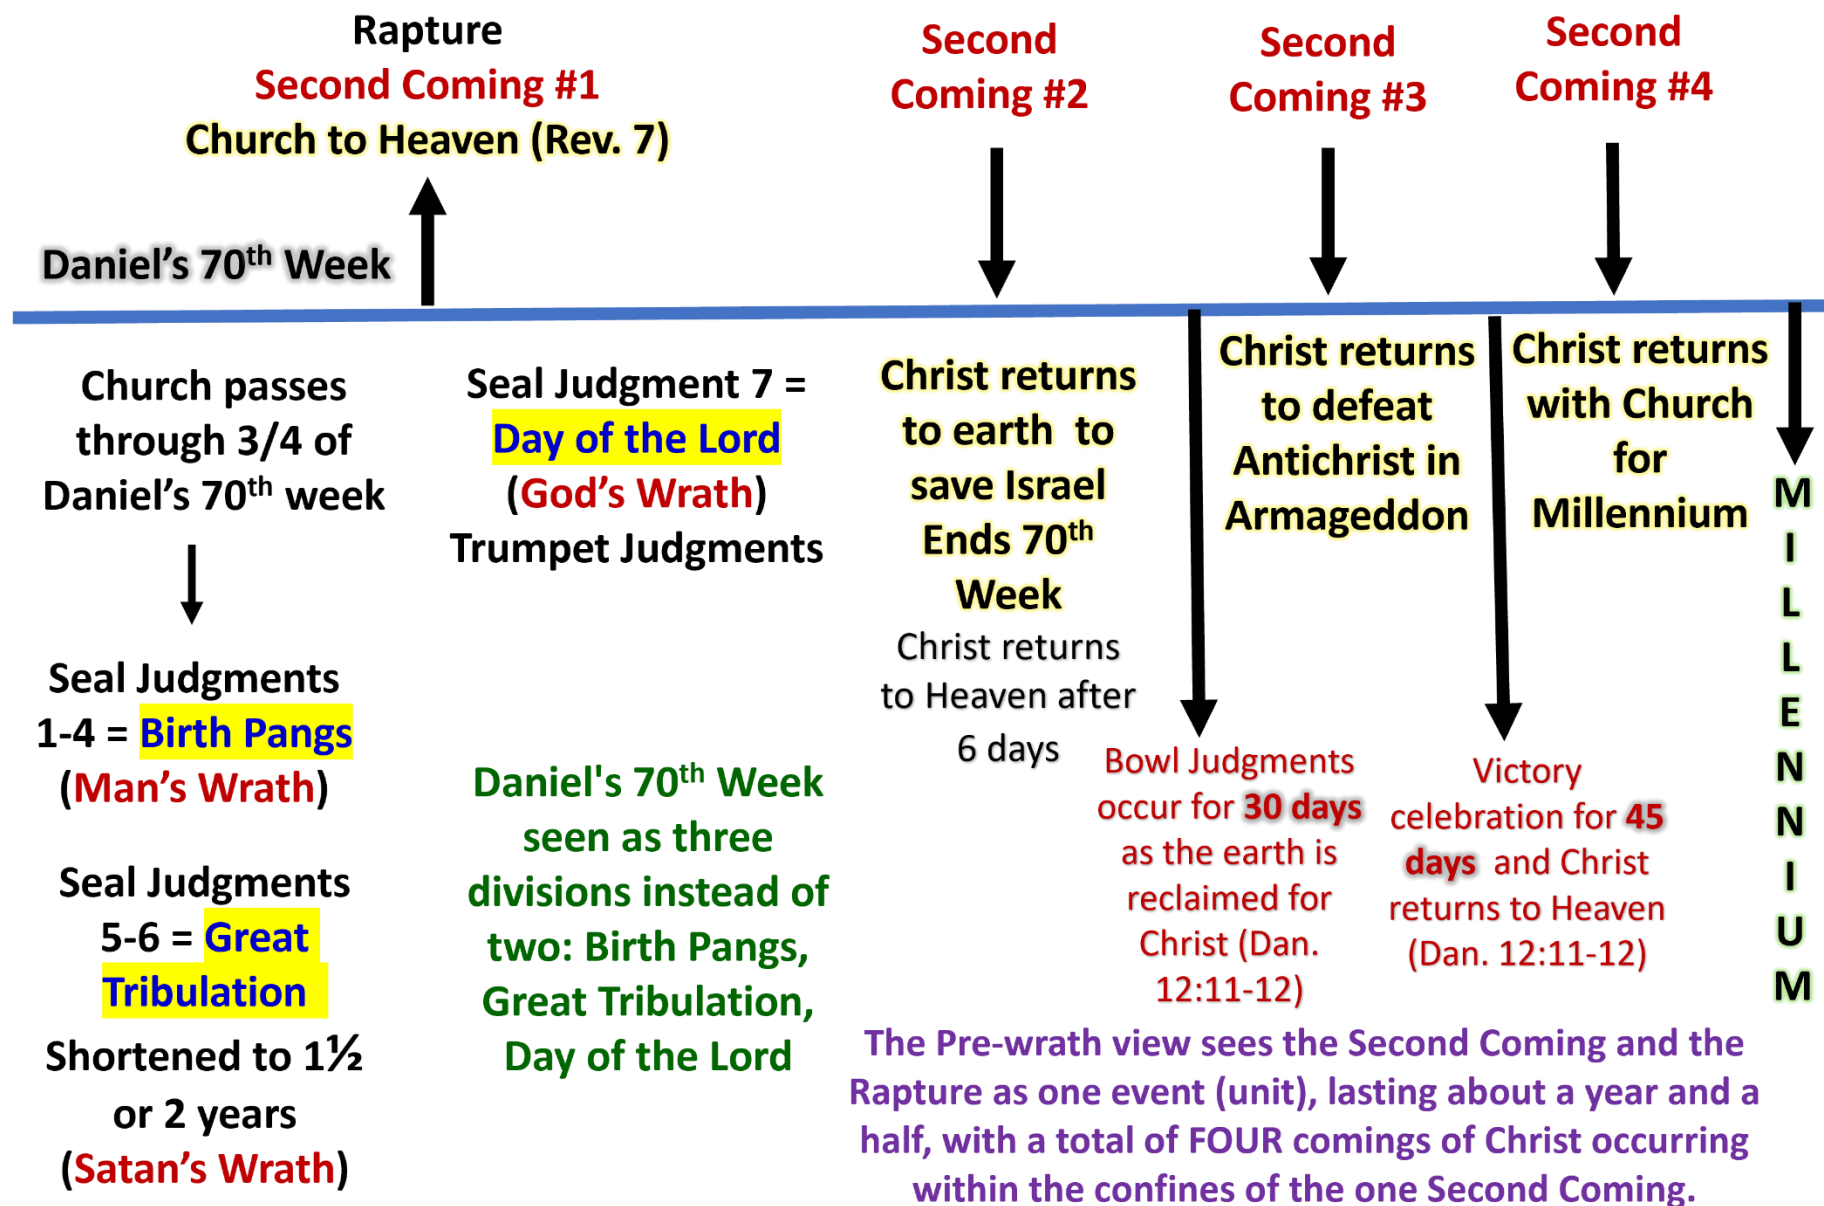 Rapture
Second Coming #1
Church to Heaven (Rev. 7)
Second
Coming #2
Second
Coming #3
Second
Coming #4
Daniel’s 70th Week
Church passes
through 3/4 of
Daniel’s 70th week
Seal Judgments
1-4 = Birth Pangs
(Man’s Wrath)
Seal Judgments
5-6 = Great
Tribulation
Shortened to 1½
or 2 years
(Satan’s Wrath)
Seal Judgment 7 =
Day of the Lord
(God’s Wrath)
Trumpet Judgments
Daniel's 70th Week
seen as three
divisions instead of
two: Birth Pangs,
Great Tribulation,
Day of the Lord
Christ returns
to earth to
save Israel
Ends 70th
Week
Christ returns
to Heaven after
6 days
Bowl Judgments
occur for 30 days
as the earth is
reclaimed for
Christ (Dan.
12:11-12)
Christ returns
to defeat
Antichrist in
Armageddon
Victory
celebration for 45
days and Christ
returns to Heaven
(Dan. 12:11-12)
Christ returns
with Church
for
Millennium
M
I
L
L
E
N
N
I
U
M
The Pre-wrath view sees the Second Coming and the
Rapture as one event (unit), lasting about a year and a
half, with a total of FOUR comings of Christ occurring
within the confines of the one Second Coming.